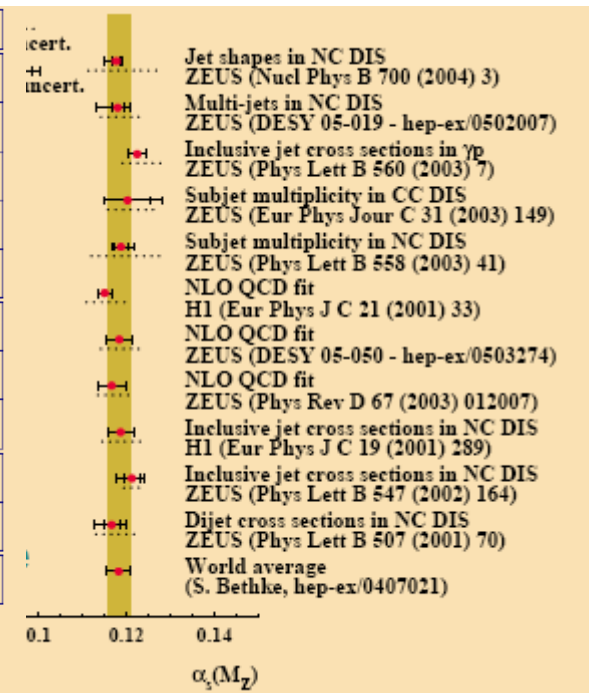 cert.
Jet shapes in NC DIS
ZEUS (Nucl Phys B 700 (2004) 3)
uncert.
Multi-jets in NC DIS
ZEUS (DESY 05-019 - hep-ex/0502007)
Inclusive jet cross sections in γp
ZEUS (Phys Lett B 560 (2003) 7)
Subjet multiplicity in CC DIS
ZEUS (Eur Phys Jour C 31 (2003) 149)
Subjet multiplicity in NC DIS
ZEUS (Phys Lett B 558 (2003) 41)
NLO QCD fit
H1 (Eur Phys J C 21 (2001) 33)
NLO QCD fit
ZEUS (DESY 05-050 - hep-ex/0503274)
NLO QCD fit
ZEUS (Phys Rev D 67 (2003) 012007)
Inclusive jet cross sections in NC DIS
H1 (Eur Phys J C 19 (2001) 289)
Inclusive jet cross sections in NC DIS
ZEUS (Phys Lett B 547 (2002) 164)
Dijet cross sections in NC DIS
ZEUS (Phys Lett B 507 (2001) 70)
World average
(S. Bethke, hep-ex/0407021)
0.1 0.12 0.14
αs(MZ)